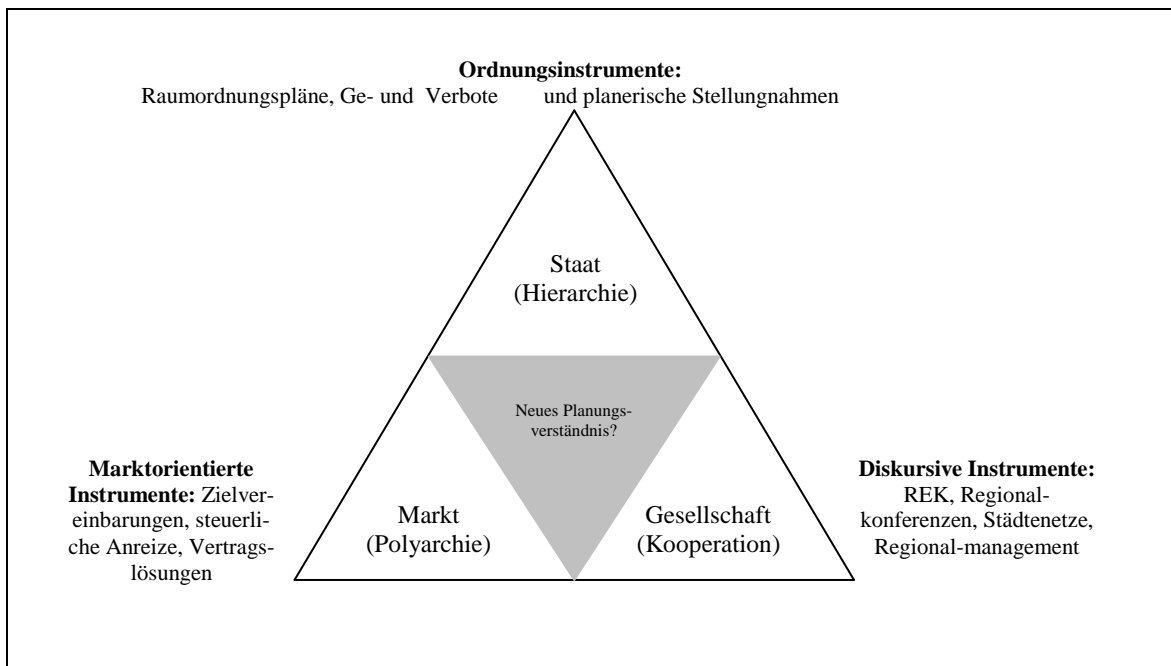 Ordnungsinstrumente:
Raumordnungspläne, Ge- und Verbote und planerische Stellungnahmen
Staat
(Hierarchie)
Neues Planungs-
verständnis?
Marktorientierte
Instrumente: Zielver-
einbarungen, steuerli-
che Anreize, Vertrags-
lösungen
Markt
(Polyarchie)
Gesellschaft
(Kooperation)
Diskursive Instrumente:
REK, Regional-
konferenzen, Städtenetze,
Regional-management